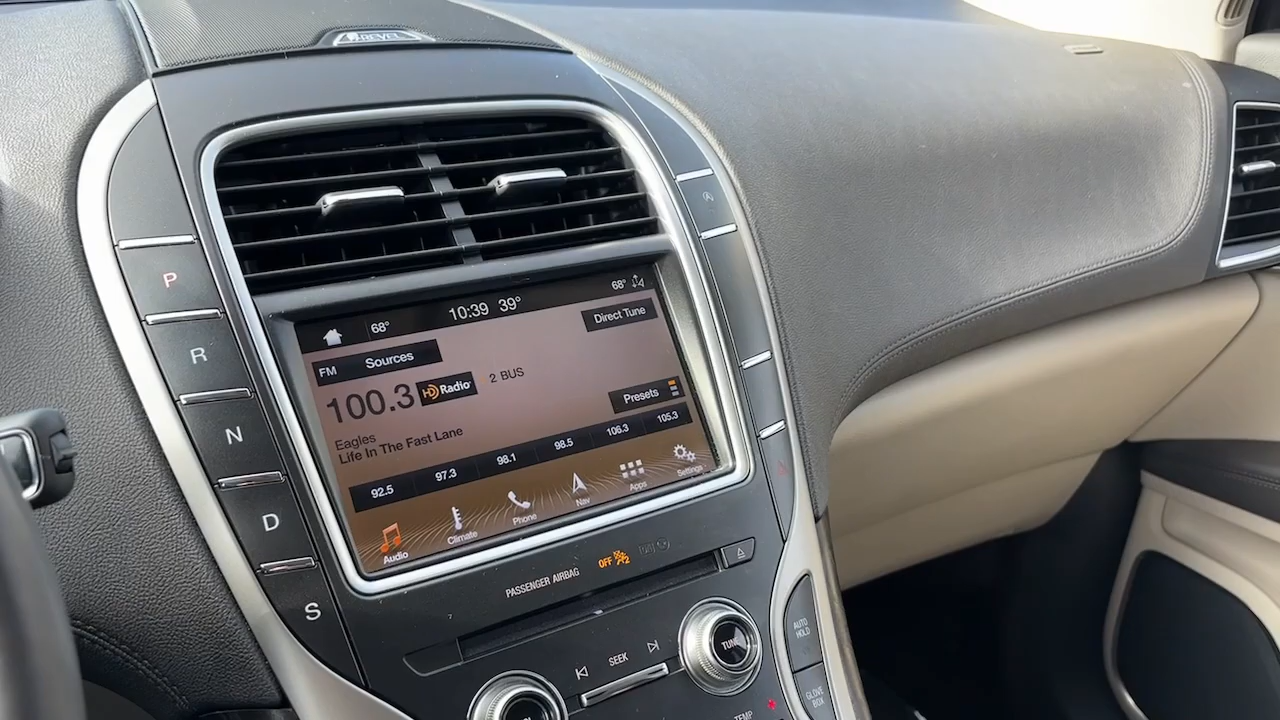 REVEL
P
R
N
D
S
68° 10:39 39° 68°
FM Sources Direct Tune
100.3 HD Radio 2 BUS
Presets
Eagles
Life In The Fast Lane
92.5 97.3 98.1 98.5 106.3 105.3
Audio Climate Phone Nav Apps Settings
PASSENGER AIRBAG OFF 2
SEEK
TUNE
AUTO HOLD
GLOVE BOX
TEMP